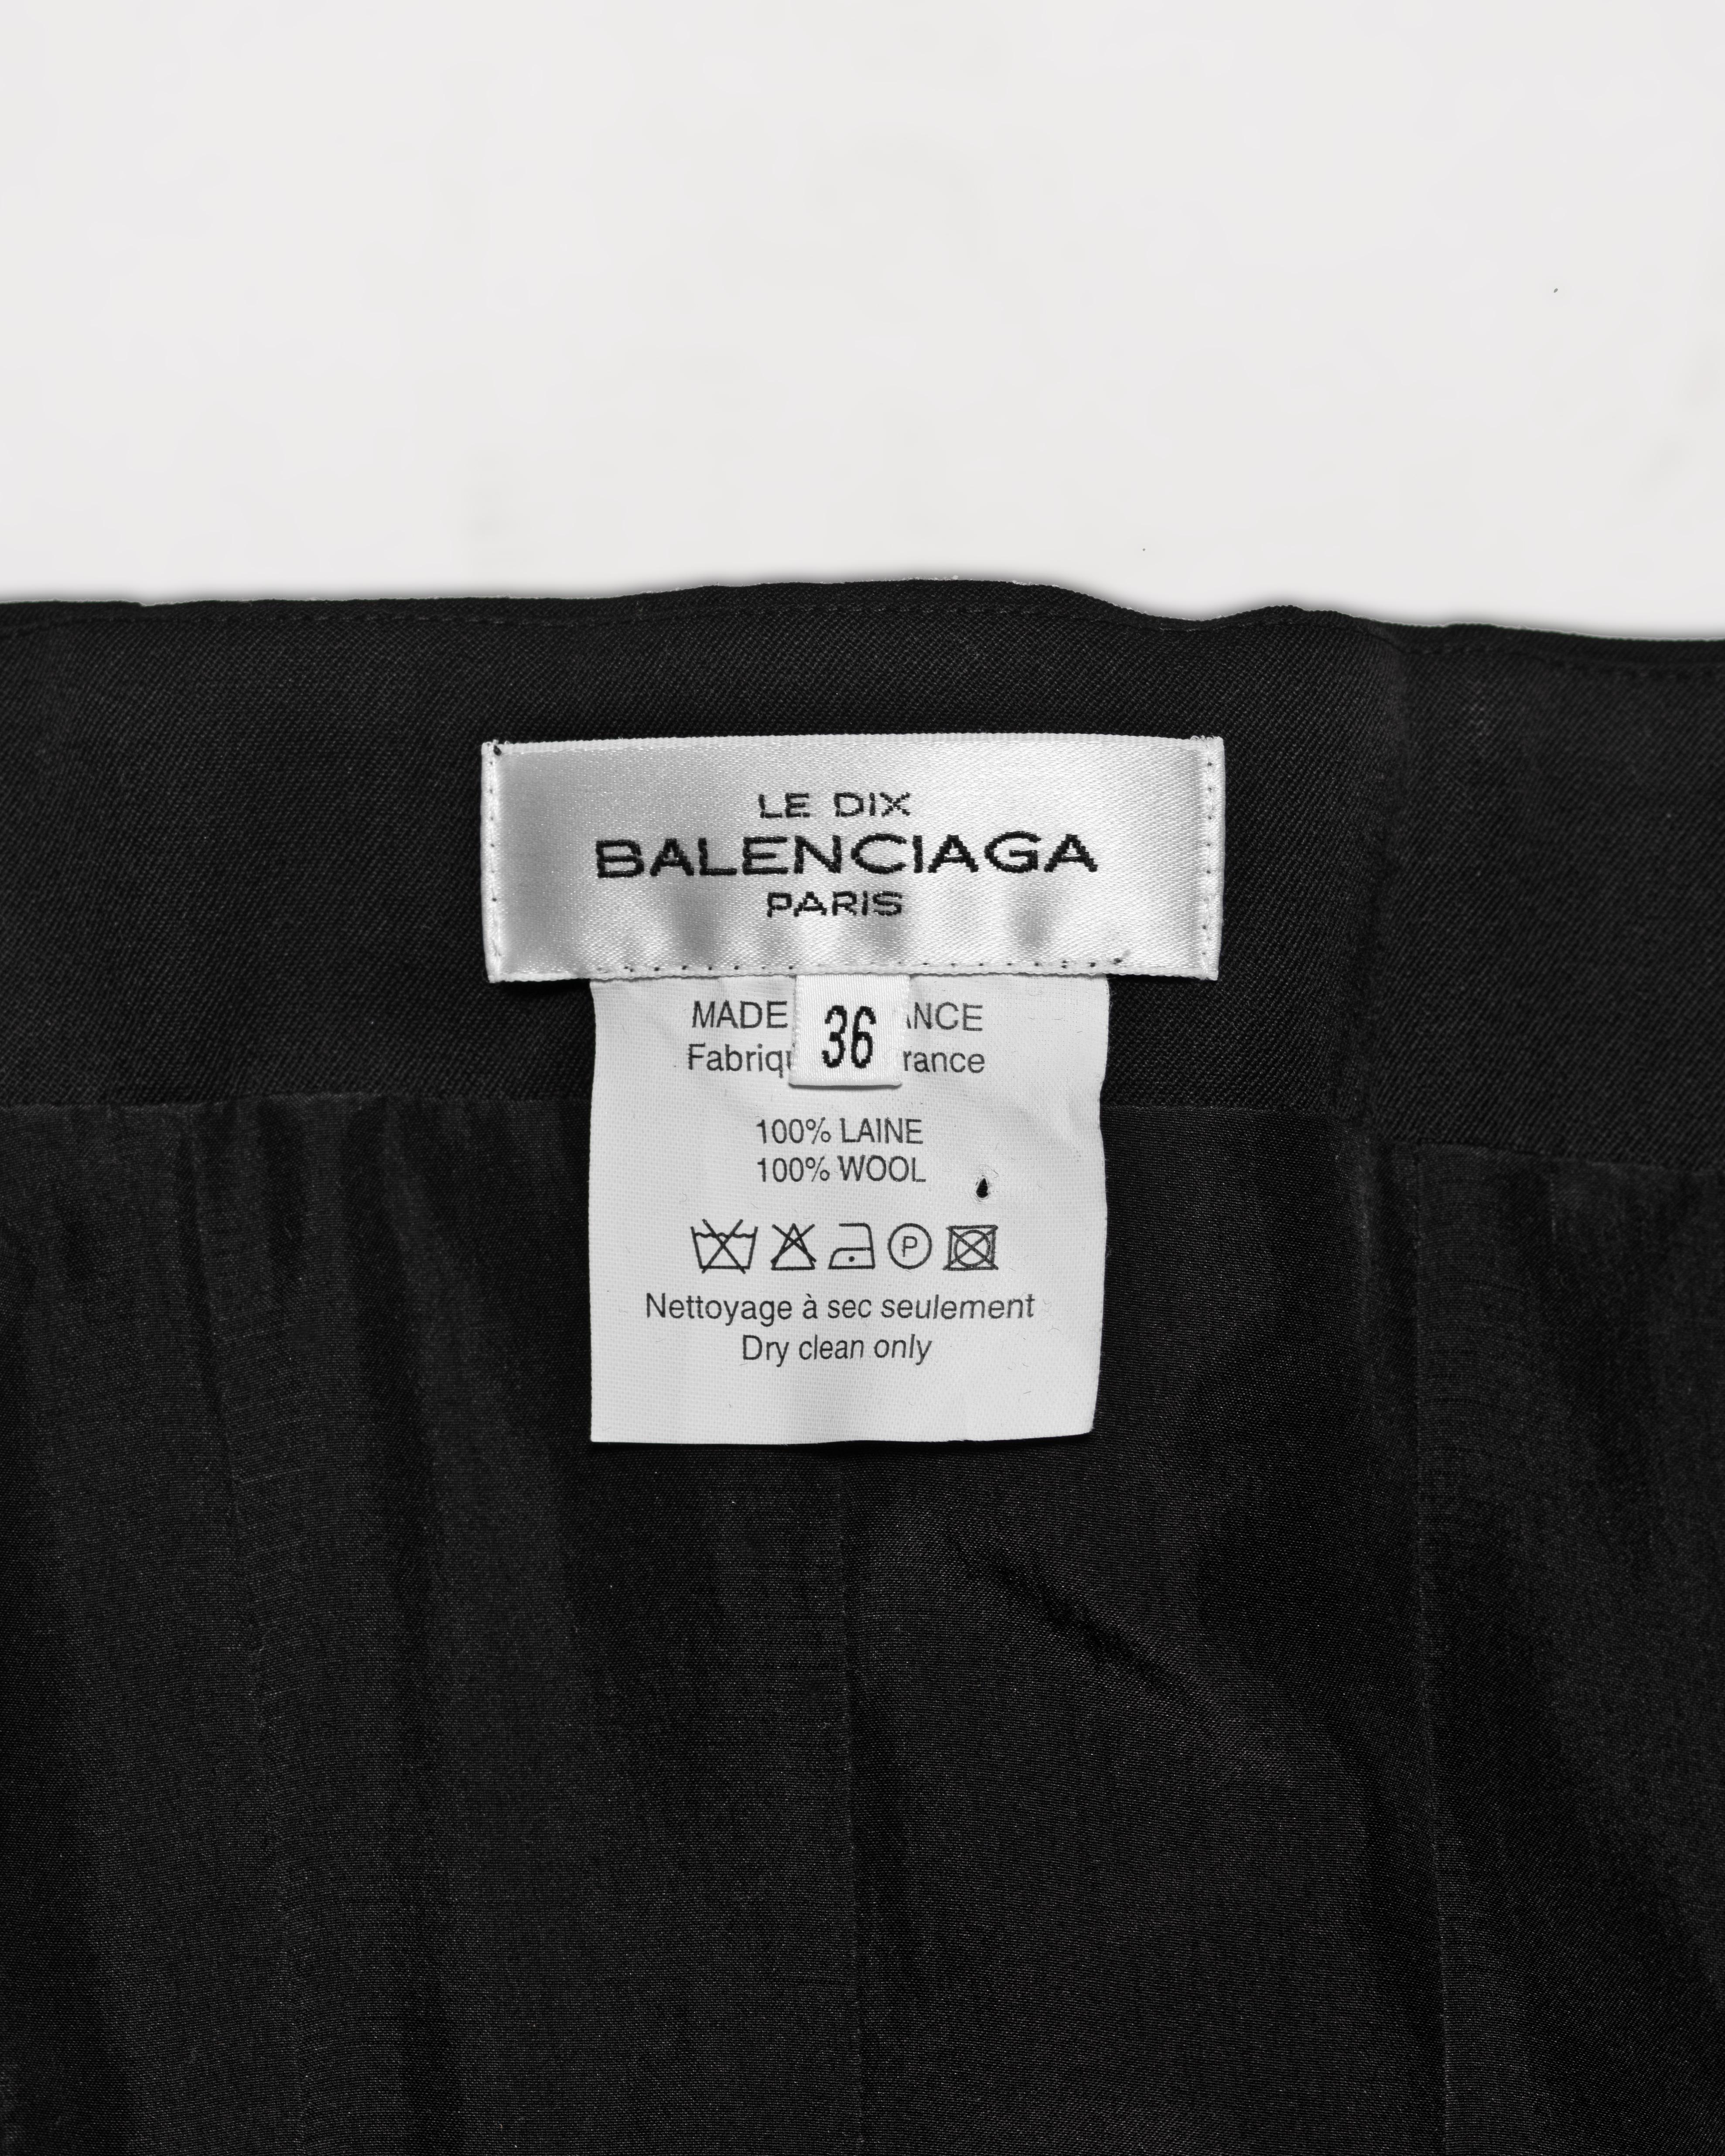 LE DIX
BALENCIAGA
PARIS
36
MADE ANCE
Fabriqu rance
100% LAINE
100% WOOL
P
Nettoyage à sec seulement
Dry clean only